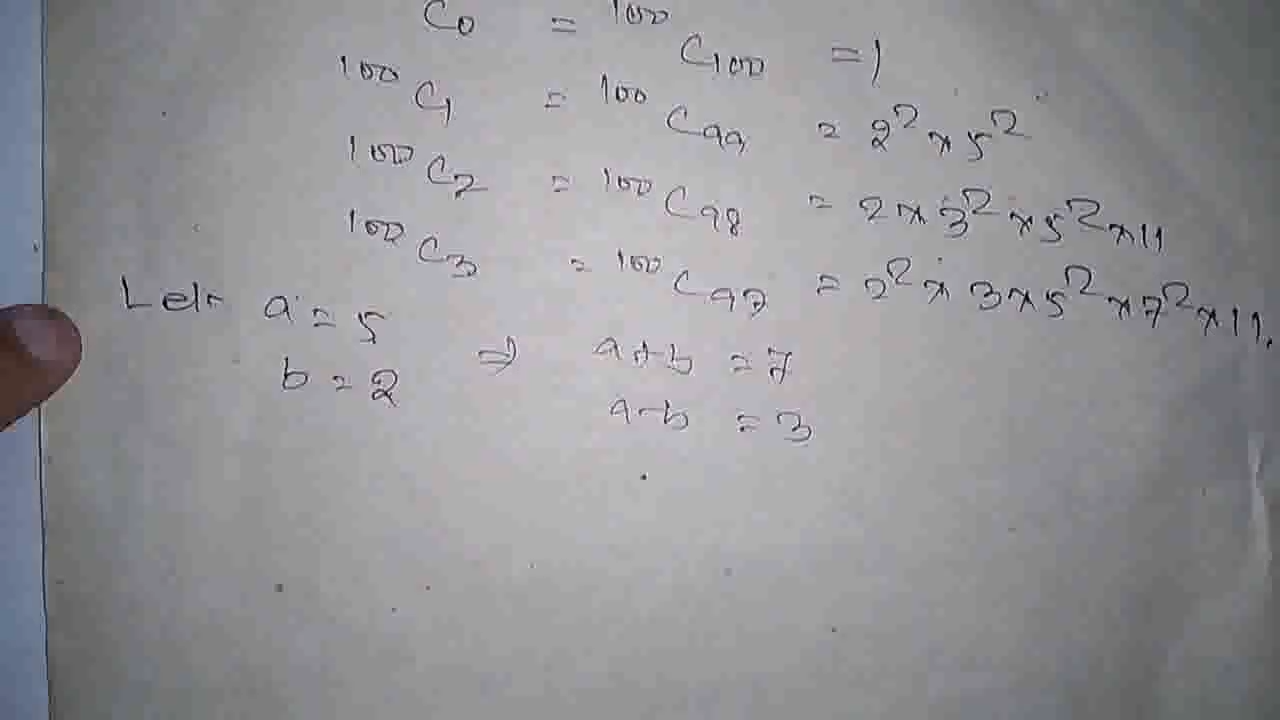 C₀ = ¹⁰⁰C₁₀₀ = 1
¹⁰⁰C₁ = ¹⁰⁰C₉₉ = 2² × 5²
¹⁰⁰C₂ = ¹⁰⁰C₉₈ = 2 × 3² × 5² × 11
¹⁰⁰C₃ = ¹⁰⁰C₉₇ = 2² × 3 × 5² × 7² × 11.
Let a = 5
b = 2 ⇒ a+b = 7
a-b = 3